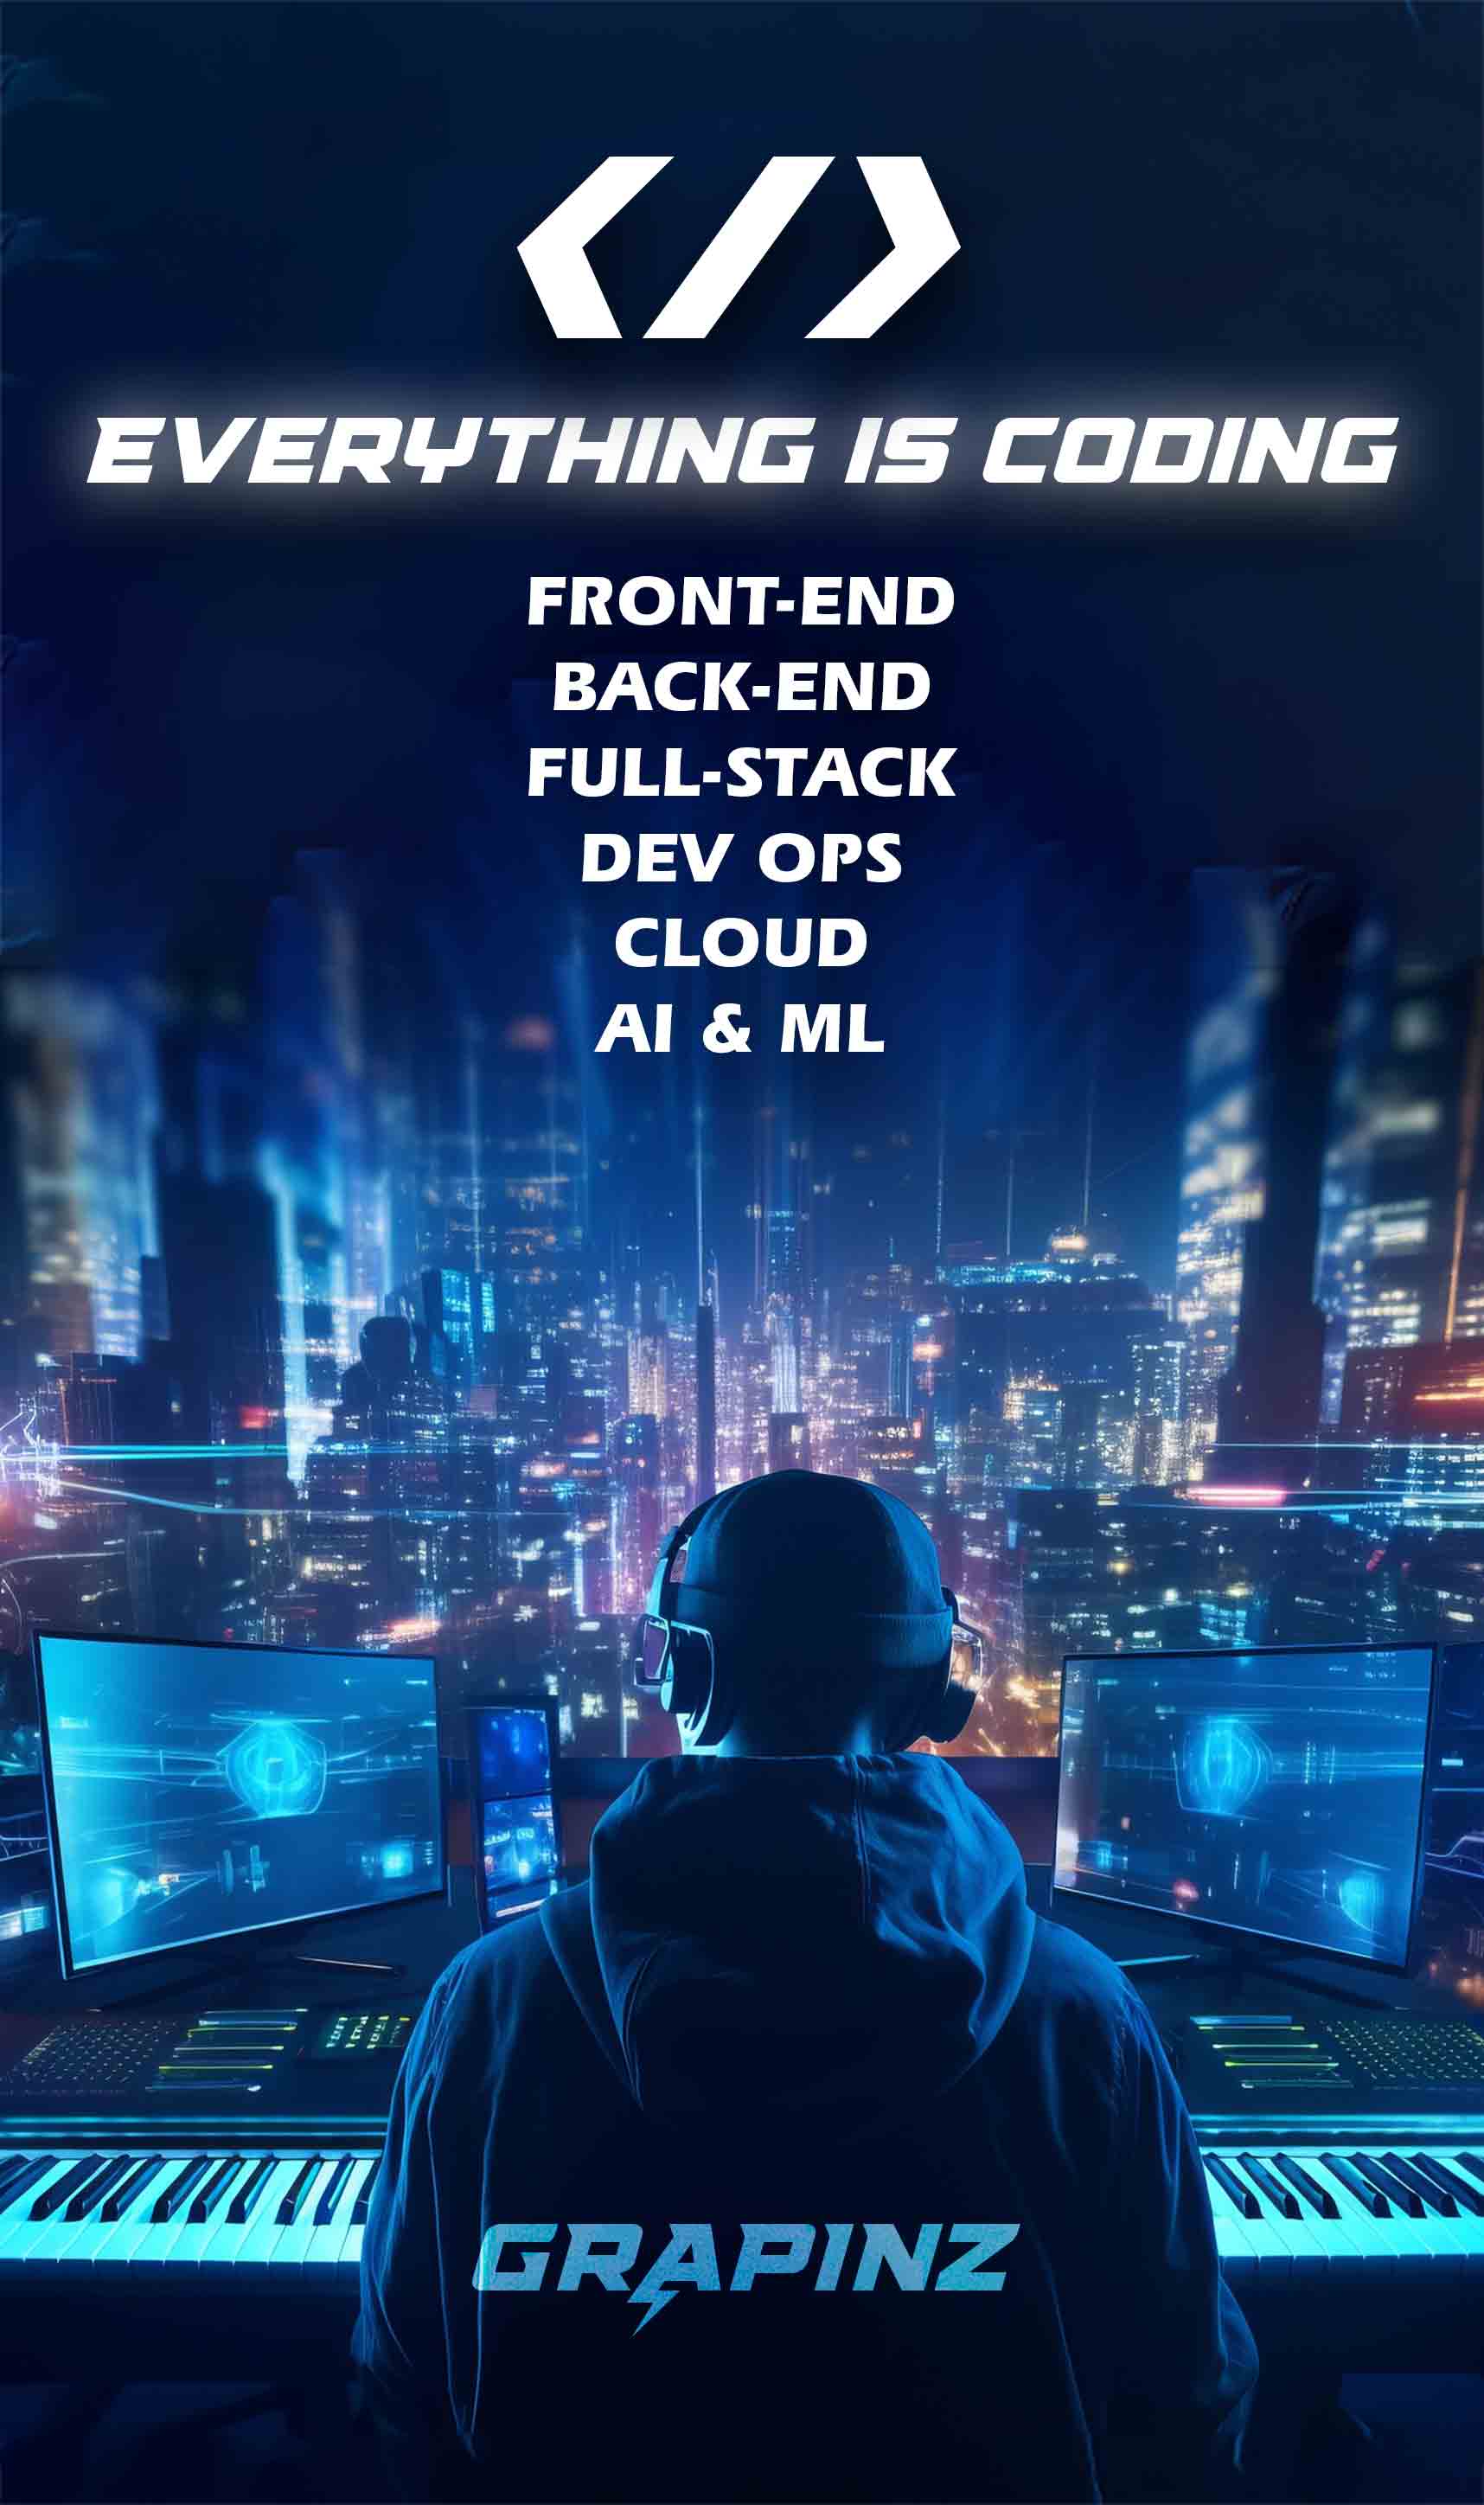 </>
EVERYTHING IS CODING
FRONT-END
BACK-END
FULL-STACK
DEV OPS
CLOUD
AI & ML
GRAPINZ